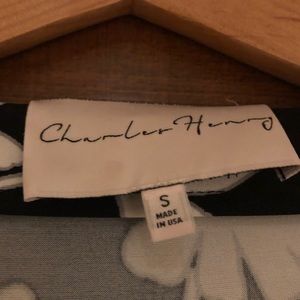 Charles Henry
S
MADE
IN USA